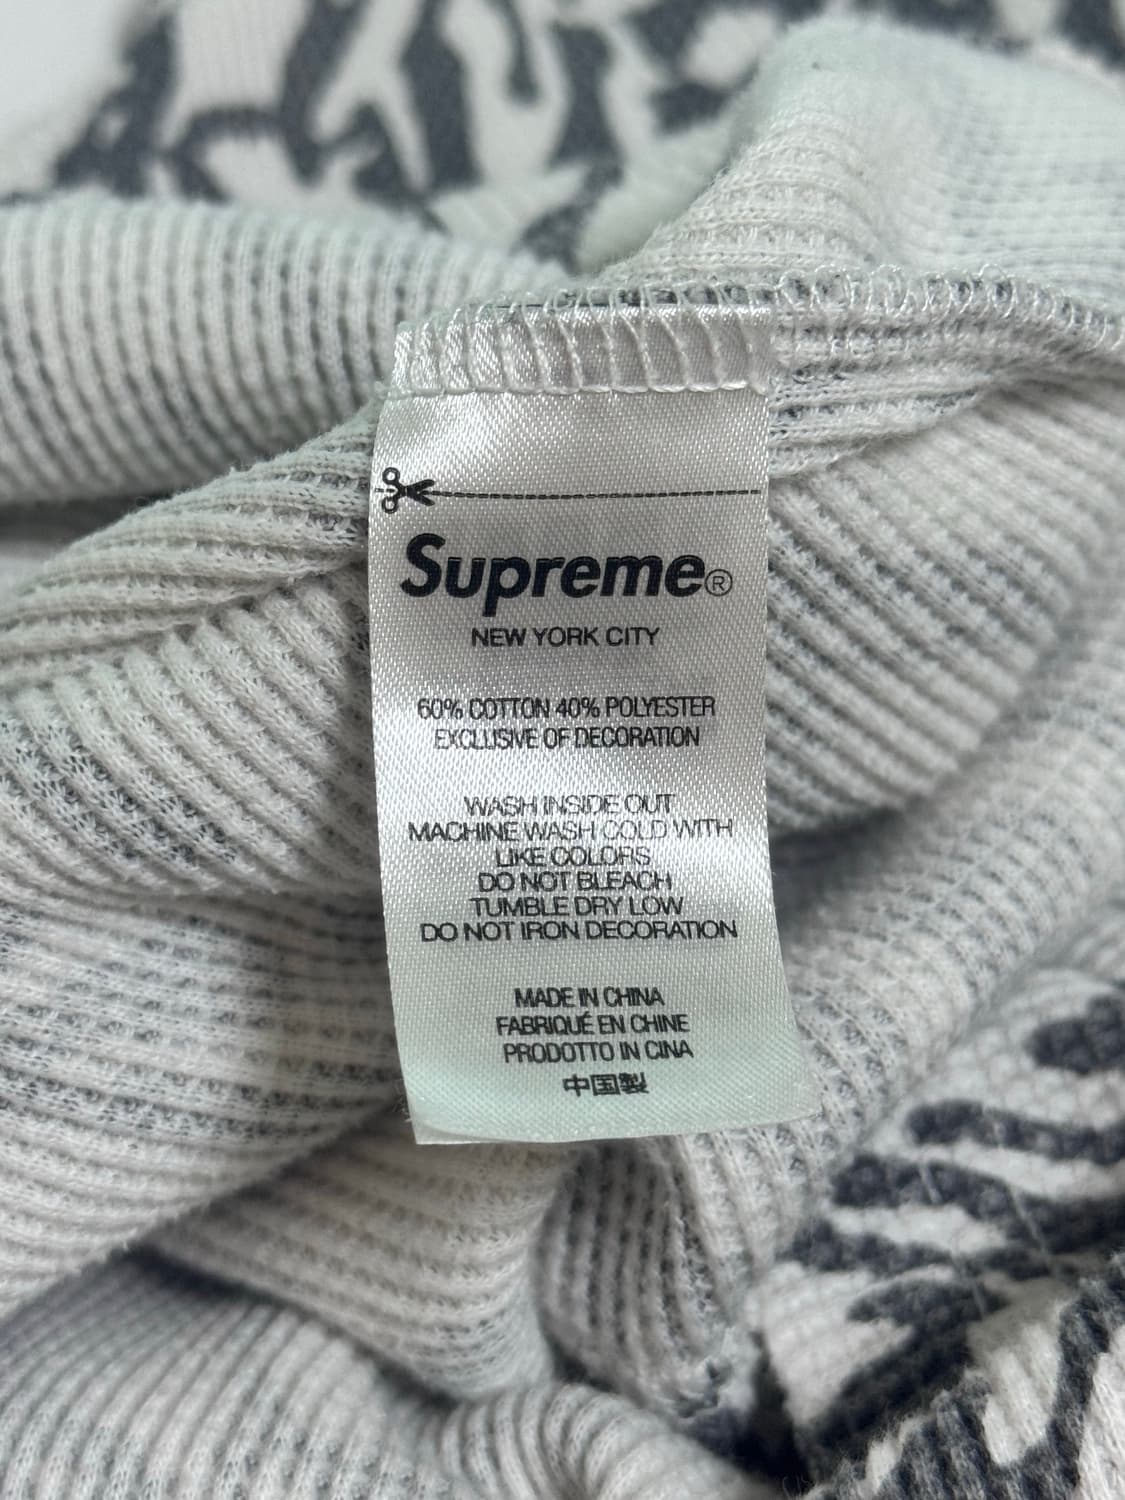 Supreme®
NEW YORK CITY
60% COTTON 40% POLYESTER
EXCLUSIVE OF DECORATION
WASH INSIDE OUT
MACHINE WASH COLD WITH
LIKE COLORS
DO NOT BLEACH
TUMBLE DRY LOW
DO NOT IRON DECORATION
MADE IN CHINA
FABRIQUÉ EN CHINE
PRODOTTO IN CINA
中国製